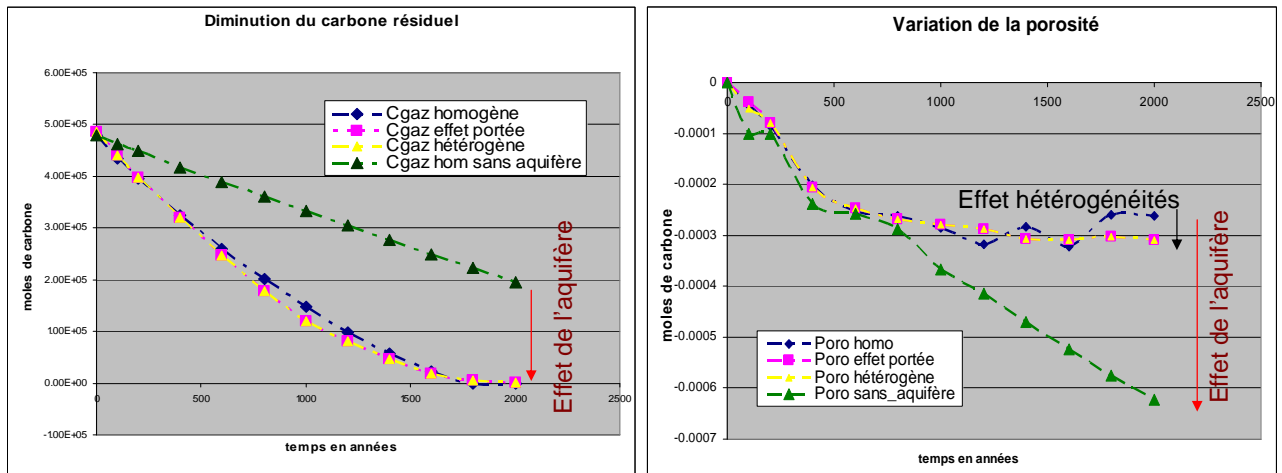 Diminution du carbone résiduel
6.00E+05
5.00E+05
4.00E+05
3.00E+05
2.00E+05
1.00E+05
0.00E+00
-1.00E+05
moles de carbone
0
500
1000
1500
2000
2500
temps en années
Cgaz homogène
Cgaz effet portée
Cgaz hétérogène
Cgaz hom sans aquifère
Effet de l'aquifère
Variation de la porosité
0
-0.0001
-0.0002
-0.0003
-0.0004
-0.0005
-0.0006
-0.0007
moles de carbone
0
500
1000
1500
2000
2500
temps en années
Effet hétérogénéités
Poro homo
Poro effet portée
Poro hétérogène
Poro sans_aquifère
Effet de l'aquifère